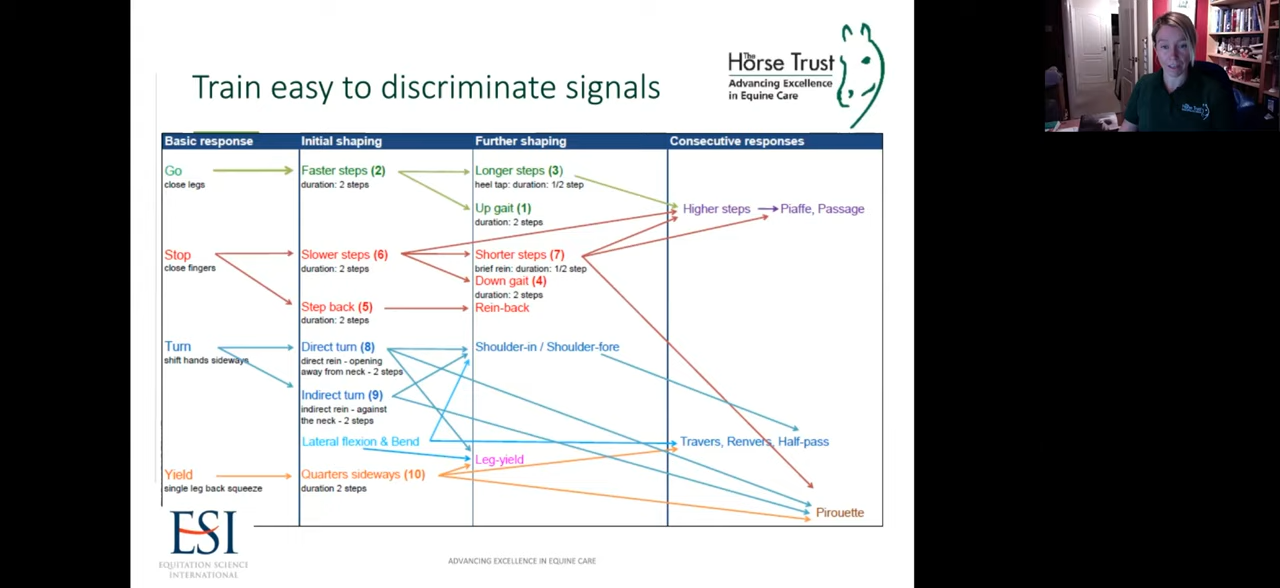 Train easy to discriminate signals
The
Horse Trust
Advancing Excellence
in Equine Care
Basic response
Initial shaping
Further shaping
Consecutive responses
Go
close legs
Faster steps (2)
duration: 2 steps
Longer steps (3)
heel tap: duration: 1/2 step
Up gait (1)
duration: 2 steps
Higher steps
Piaffe, Passage
Stop
close fingers
Slower steps (6)
duration: 2 steps
Shorter steps (7)
brief rein: duration: 1/2 step
Down gait (4)
duration: 2 steps
Step back (5)
duration: 2 steps
Rein-back
Turn
shift hands sideways
Direct turn (8)
direct rein - opening
away from neck - 2 steps
Shoulder-in / Shoulder-fore
Indirect turn (9)
indirect rein - against
the neck - 2 steps
Lateral flexion & Bend
Travers, Renvers, Half-pass
Leg-yield
Yield
single leg back squeeze
Quarters sideways (10)
duration 2 steps
Pirouette
ESI
EQUITATION SCIENCE
INTERNATIONAL
ADVANCING EXCELLENCE IN EQUINE CARE